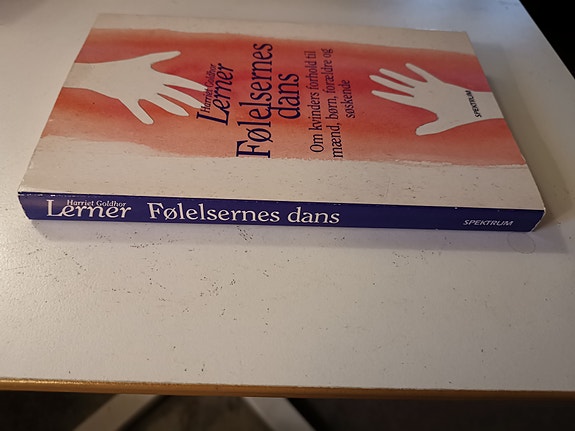 Harriet Goldhor
Lerner
Følelsernes
dans
Om kvinders forhold til
mænd, børn, forældre og
søskende
SPEKTRUM
Harriet Goldhor
Lerner
Følelsernes dans
SPEKTRUM